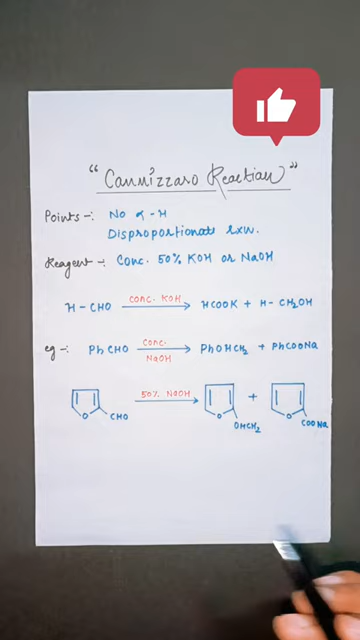 "Cannizzaro Reaction"
Points -: No α-H
Disproportionate rxn.
Reagent -: Conc. 50% KOH or NaOH
H-CHO Conc. KOH → HCOOK + H-CH₂OH
eg -: PhCHO Conc. NaOH → PhOHCH₂ + PhCOONa
O CHO 50% NaOH → O OHCH₂ + O COONa